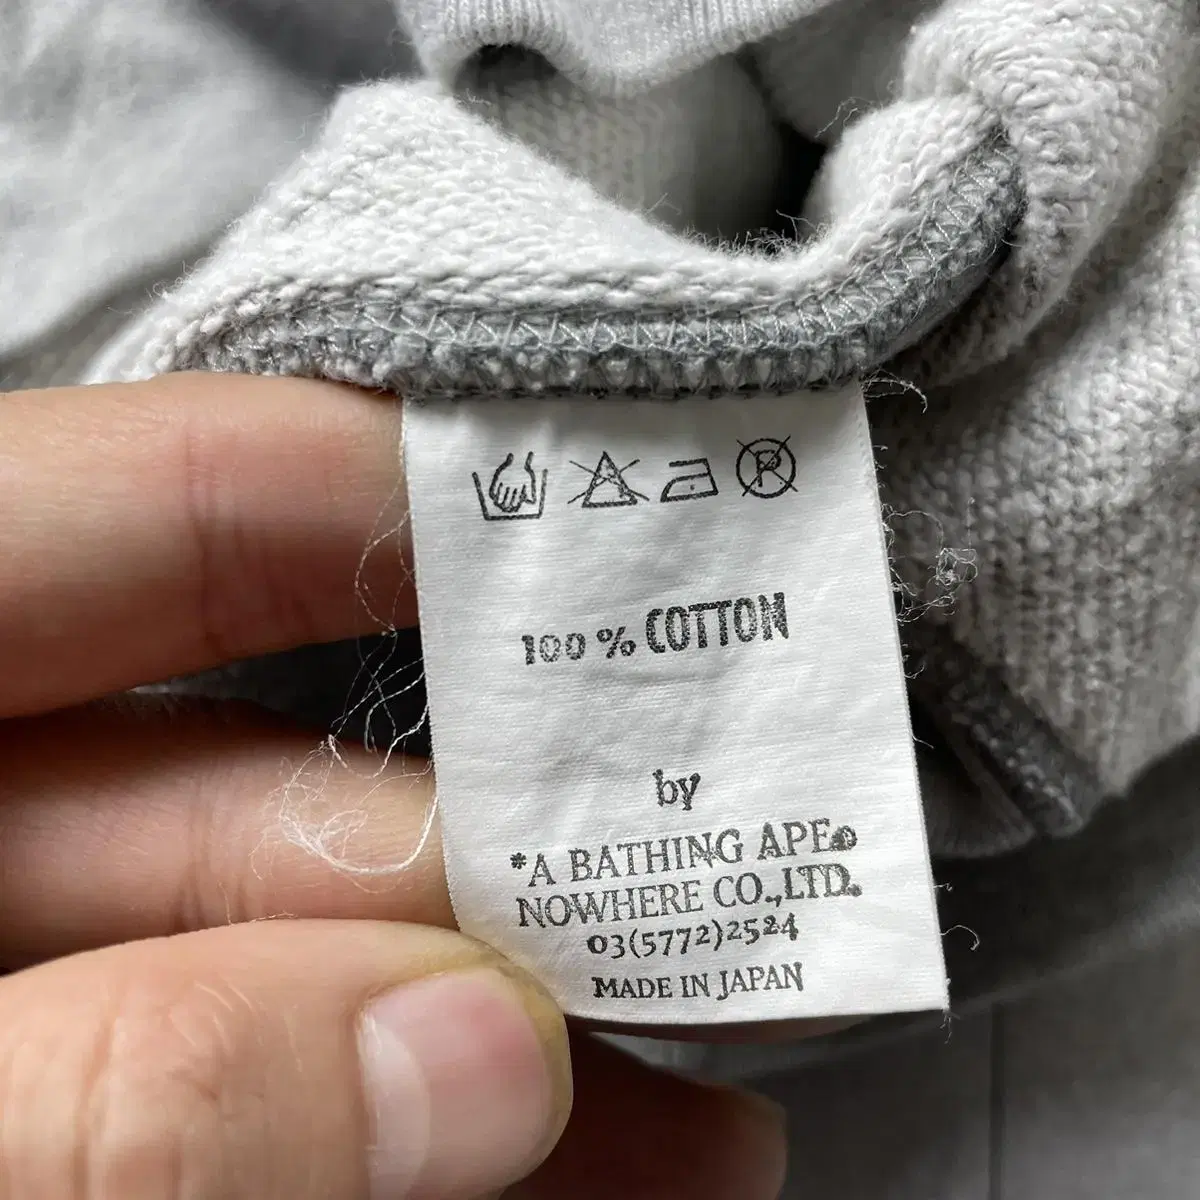 P
100% COTTON
by
*A BATHING APE®
NOWHERE CO.,LTD.
03(5772)2524
MADE IN JAPAN